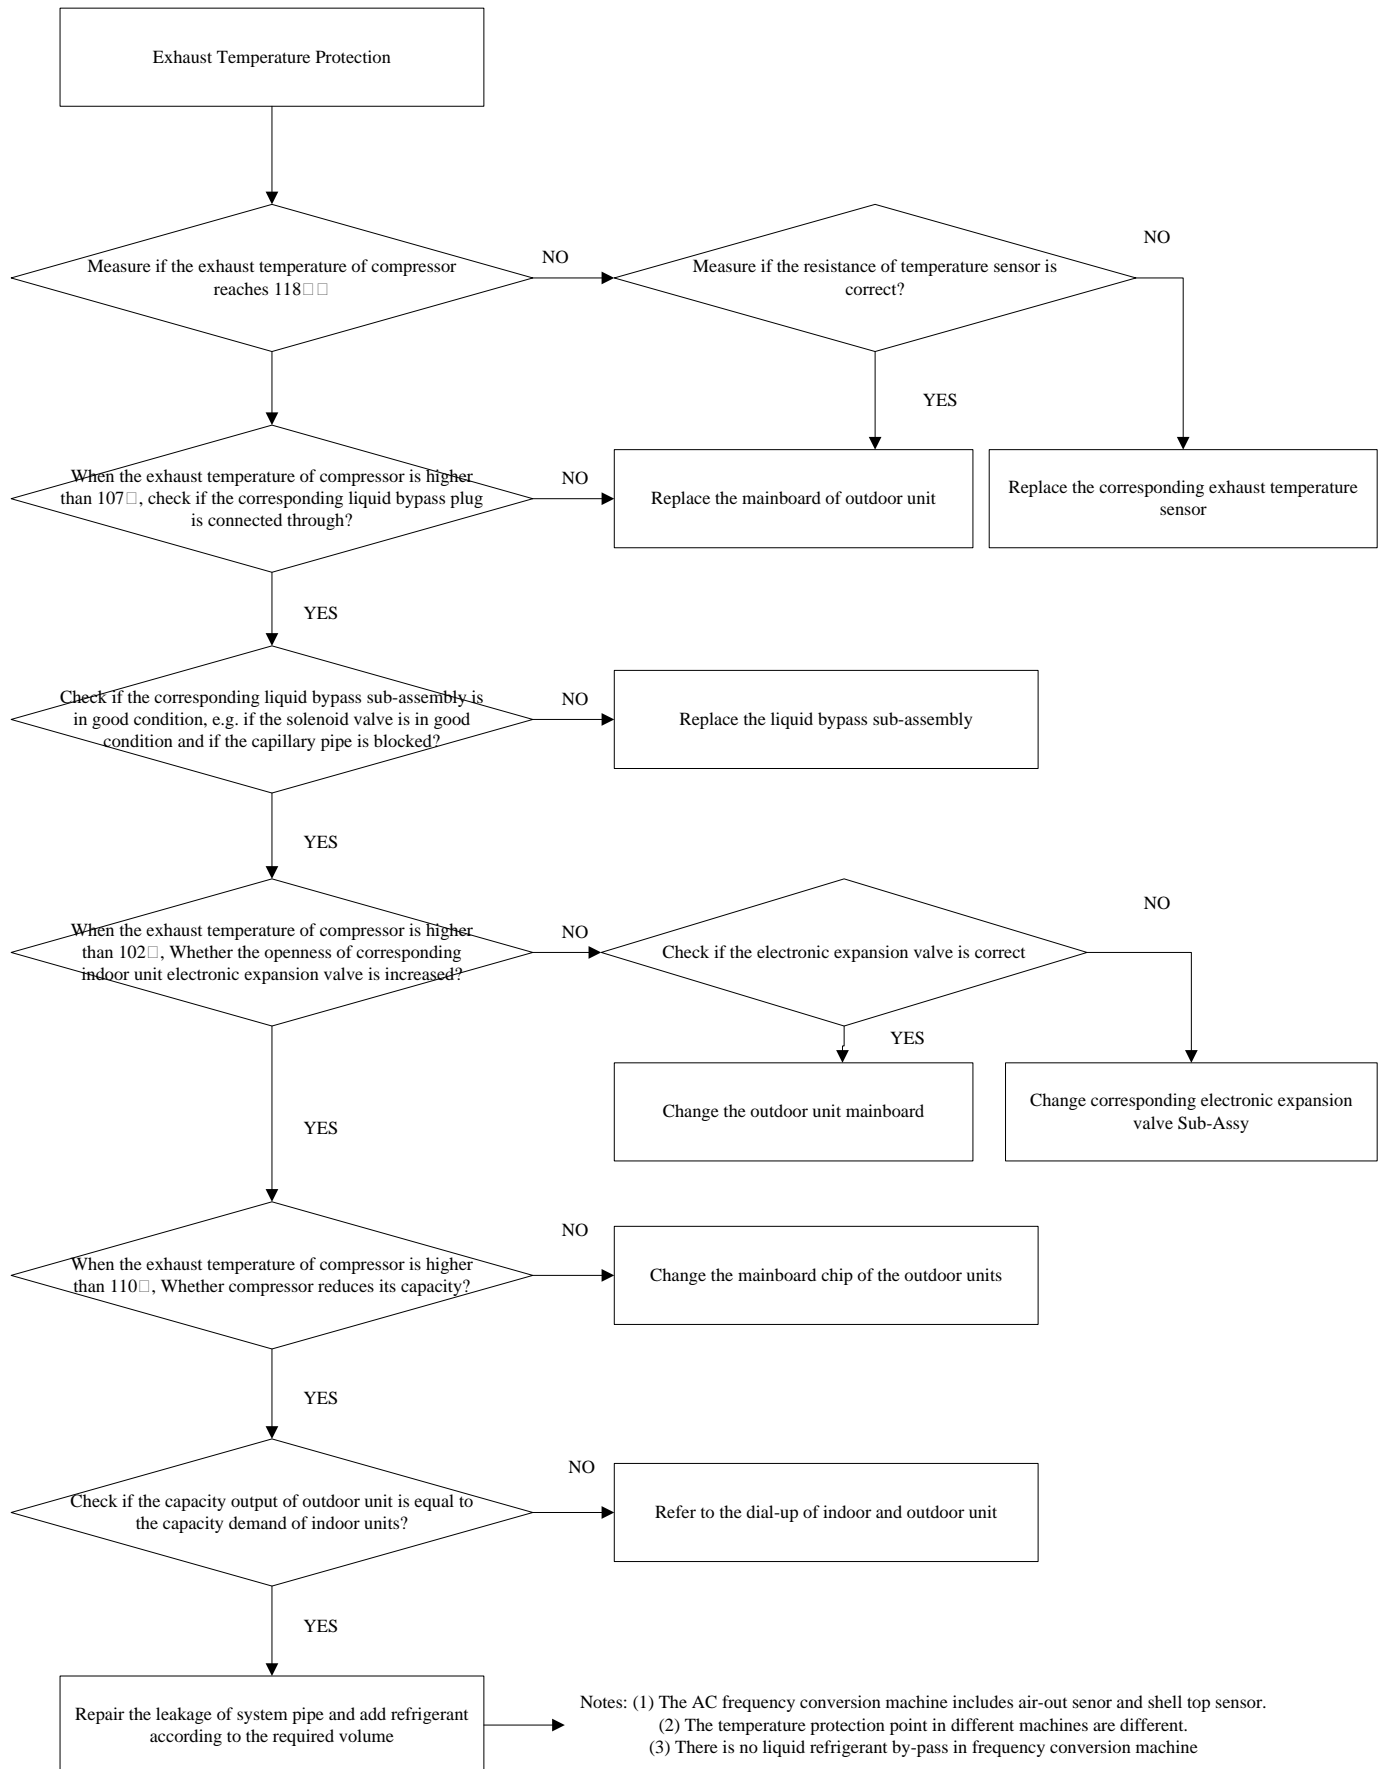 Exhaust Temperature Protection
Measure if the exhaust temperature of compressor
reaches 118□□
NO
Measure if the resistance of temperature sensor is
correct?
NO
YES
When the exhaust temperature of compressor is higher
than 107□, check if the corresponding liquid bypass plug
is connected through?
NO
Replace the mainboard of outdoor unit
Replace the corresponding exhaust temperature
sensor
YES
Check if the corresponding liquid bypass sub-assembly is
in good condition, e.g. if the solenoid valve is in good
condition and if the capillary pipe is blocked?
NO
Replace the liquid bypass sub-assembly
YES
When the exhaust temperature of compressor is higher
than 102□, Whether the openness of corresponding
indoor unit electronic expansion valve is increased?
NO
Check if the electronic expansion valve is correct
NO
YES
Change the outdoor unit mainboard
Change corresponding electronic expansion
valve Sub-Assy
YES
When the exhaust temperature of compressor is higher
than 110□, Whether compressor reduces its capacity?
NO
Change the mainboard chip of the outdoor units
YES
Check if the capacity output of outdoor unit is equal to
the capacity demand of indoor units?
NO
Refer to the dial-up of indoor and outdoor unit
YES
Repair the leakage of system pipe and add refrigerant
according to the required volume
Notes: (1) The AC frequency conversion machine includes air-out senor and shell top sensor.
(2) The temperature protection point in different machines are different.
(3) There is no liquid refrigerant by-pass in frequency conversion machine